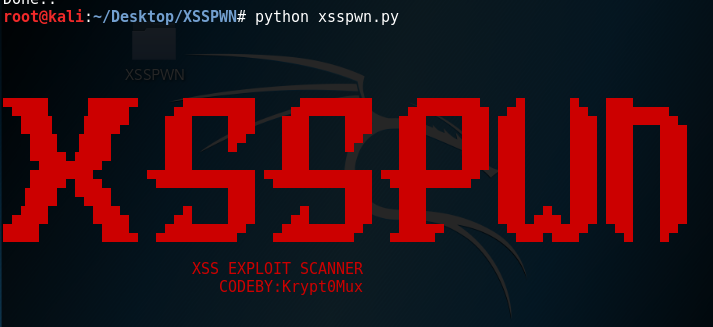 Done..
root@kali:~/Desktop/XSSPWN# python xsspwn.py
XSSPWN
XSSPWN
XSS EXPLOIT SCANNER
CODEBY:Krypt0Mux